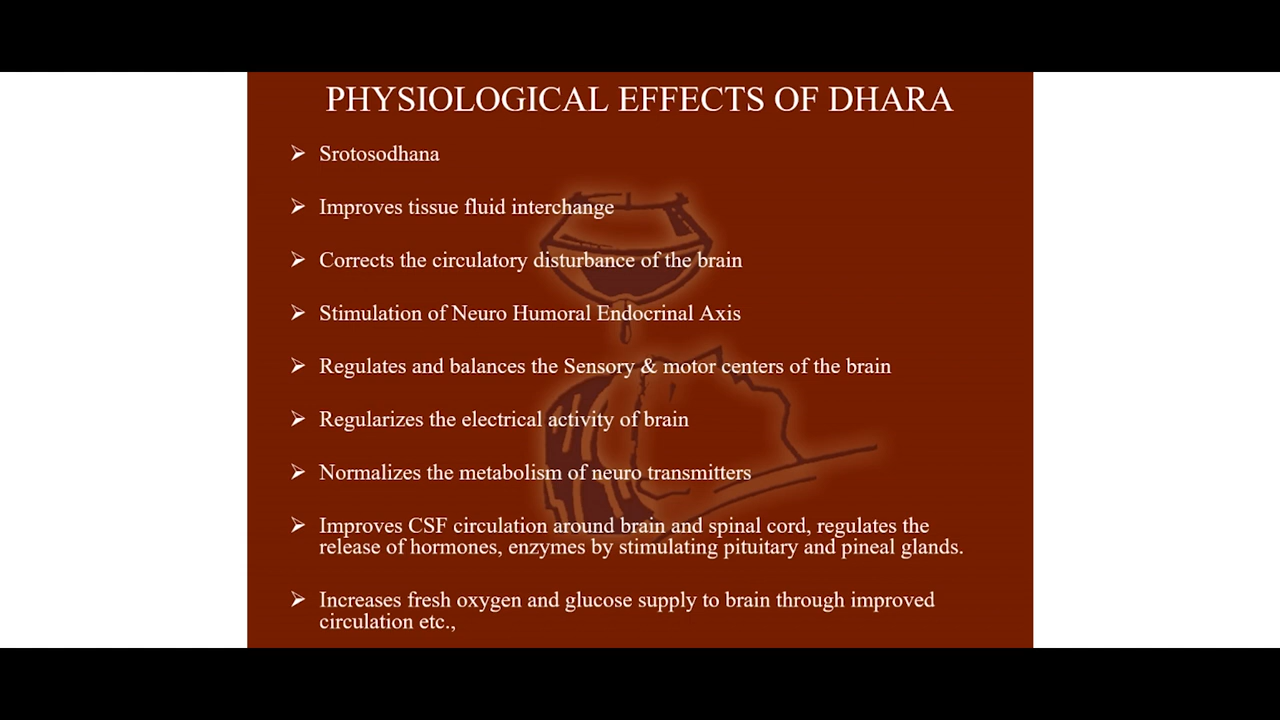 PHYSIOLOGICAL EFFECTS OF DHARA
➢ Srotosodhana
➢ Improves tissue fluid interchange
➢ Corrects the circulatory disturbance of the brain
➢ Stimulation of Neuro Humoral Endocrinal Axis
➢ Regulates and balances the Sensory & motor centers of the brain
➢ Regularizes the electrical activity of brain
➢ Normalizes the metabolism of neuro transmitters
➢ Improves CSF circulation around brain and spinal cord, regulates the
release of hormones, enzymes by stimulating pituitary and pineal glands.
➢ Increases fresh oxygen and glucose supply to brain through improved
circulation etc.,